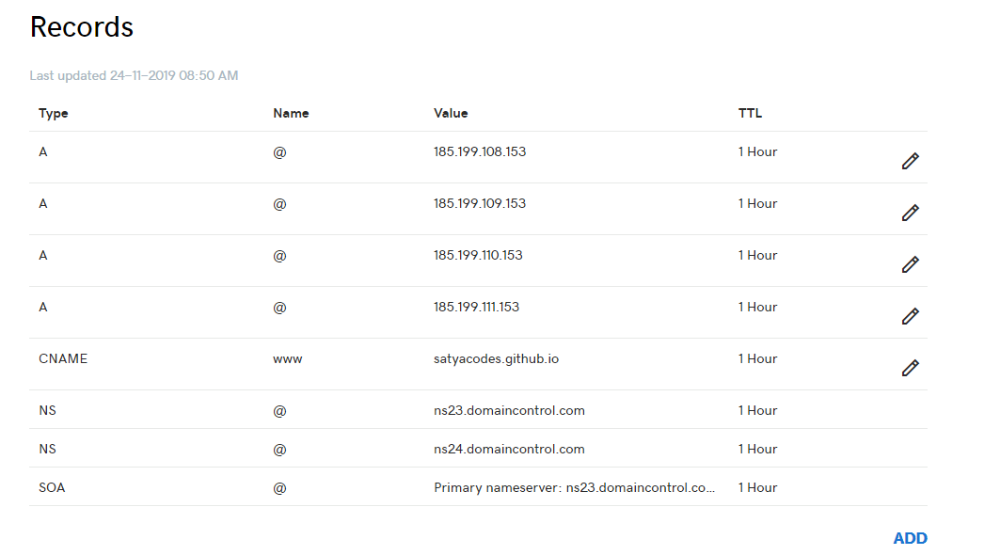 Records
Last updated 24-11-2019 08:50 AM
Type Name Value TTL
A @ 185.199.108.153 1 Hour
A @ 185.199.109.153 1 Hour
A @ 185.199.110.153 1 Hour
A @ 185.199.111.153 1 Hour
CNAME www satyacodes.github.io 1 Hour
NS @ ns23.domaincontrol.com 1 Hour
NS @ ns24.domaincontrol.com 1 Hour
SOA @ Primary nameserver: ns23.domaincontrol.co... 1 Hour
ADD